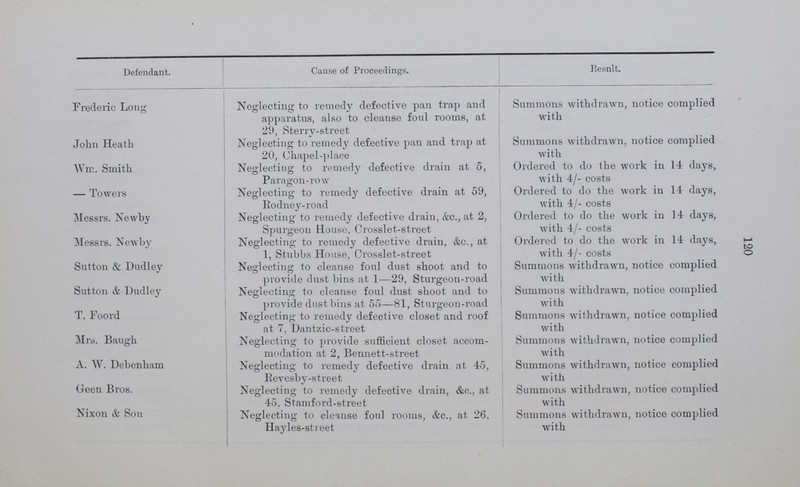 Defendant. Cause of Proceedings. Result.
Frederic Long Neglecting to remedy defective pan trap and Summons withdrawn, notice complied
apparatus, also to cleanse foul rooms, at with
29, Sterry-street
John Heath Neglecting to remedy defective pan and trap at Summons withdrawn, notice complied
20, Chapel-place with
Wm. Smith Neglecting to remedy defective drain at 5, Ordered to do the work in 14 days,
Paragon-row with 4/- costs
— Towers Neglecting to remedy defective drain at 59, Ordered to do the work in 14 days,
Rodney-road with 4/- costs
Messrs. Newby Neglecting to remedy defective drain, &c., at 2, Ordered to do the work in 14 days,
Spurgeon House, Crosslet-street with 4/- costs
Messrs. Newby Neglecting to remedy defective drain, &c., at Ordered to do the work in 14 days,
1, Stubbs House, Crosslet-street with 4/- costs
Sutton & Dudley Neglecting to cleanse foul dust shoot and to Summons withdrawn, notice complied
provide dust bins at 1—29, Sturgeon-road with
Sutton & Dudley Neglecting to cleanse foul dust shoot and to Summons withdrawn, notice complied
provide dust bins at 55—81, Sturgeon-road with
T. Foord Neglecting to remedy defective closet and roof Summons withdrawn, notice complied
at 7, Dantzic-street with
Mrs. Baugh Neglecting to provide sufficient closet accom- Summons withdrawn, notice complied
modation at 2, Bennett-street with
A. W. Debenham Neglecting to remedy defective drain at 45, Summons withdrawn, notice complied
Revesby-street with
Geen Bros. Neglecting to remedy defective drain, &c., at Summons withdrawn, notice complied
45, Stamford-street with
Nixon & Son Neglecting to cleanse foul rooms, &c., at 26, Summons withdrawn, notice complied
Hayles-street with
120